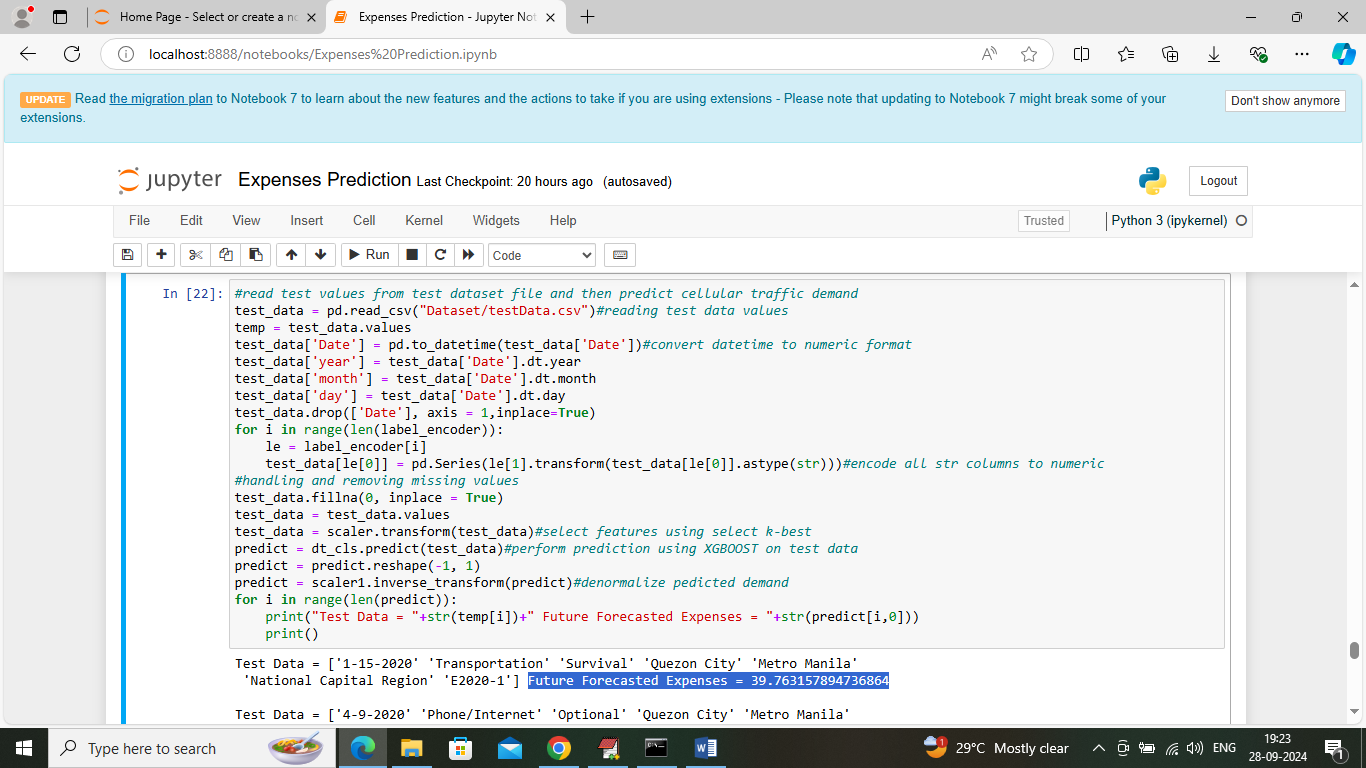 Home Page - Select or create a no
Expenses Prediction - Jupyter Not
localhost:8888/notebooks/Expenses%20Prediction.ipynb
UPDATE Read the migration plan to Notebook 7 to learn about the new features and the actions to take if you are using extensions - Please note that updating to Notebook 7 might break some of your
extensions.
Don't show anymore
jupyter Expenses Prediction Last Checkpoint: 20 hours ago (autosaved)
Logout
File Edit View Insert Cell Kernel Widgets Help
Trusted Python 3 (ipykernel)
Run Code
In [22]: #read test values from test dataset file and then predict cellular traffic demand
test_data = pd.read_csv("Dataset/testData.csv")#reading test data values
temp = test_data.values
test_data['Date'] = pd.to_datetime(test_data['Date'])#convert datetime to numeric format
test_data['year'] = test_data['Date'].dt.year
test_data['month'] = test_data['Date'].dt.month
test_data['day'] = test_data['Date'].dt.day
test_data.drop(['Date'], axis = 1,inplace=True)
for i in range(len(label_encoder)):
    le = label_encoder[i]
    test_data[le[0]] = pd.Series(le[1].transform(test_data[le[0]].astype(str)))#encode all str columns to numeric
#handling and removing missing values
test_data.fillna(0, inplace = True)
test_data = test_data.values
test_data = scaler.transform(test_data)#select features using select k-best
predict = dt_cls.predict(test_data)#perform prediction using XGBOOST on test data
predict = predict.reshape(-1, 1)
predict = scaler1.inverse_transform(predict)#denormalize pedicted demand
for i in range(len(predict)):
    print("Test Data = "+str(temp[i])+" Future Forecasted Expenses = "+str(predict[i,0]))
    print()
Test Data = ['1-15-2020' 'Transportation' 'Survival' 'Quezon City' 'Metro Manila'
 'National Capital Region' 'E2020-1'] Future Forecasted Expenses = 39.763157894736864
Test Data = ['4-9-2020' 'Phone/Internet' 'Optional' 'Quezon City' 'Metro Manila'
Type here to search
29°C Mostly clear
ENG
19:23
28-09-2024